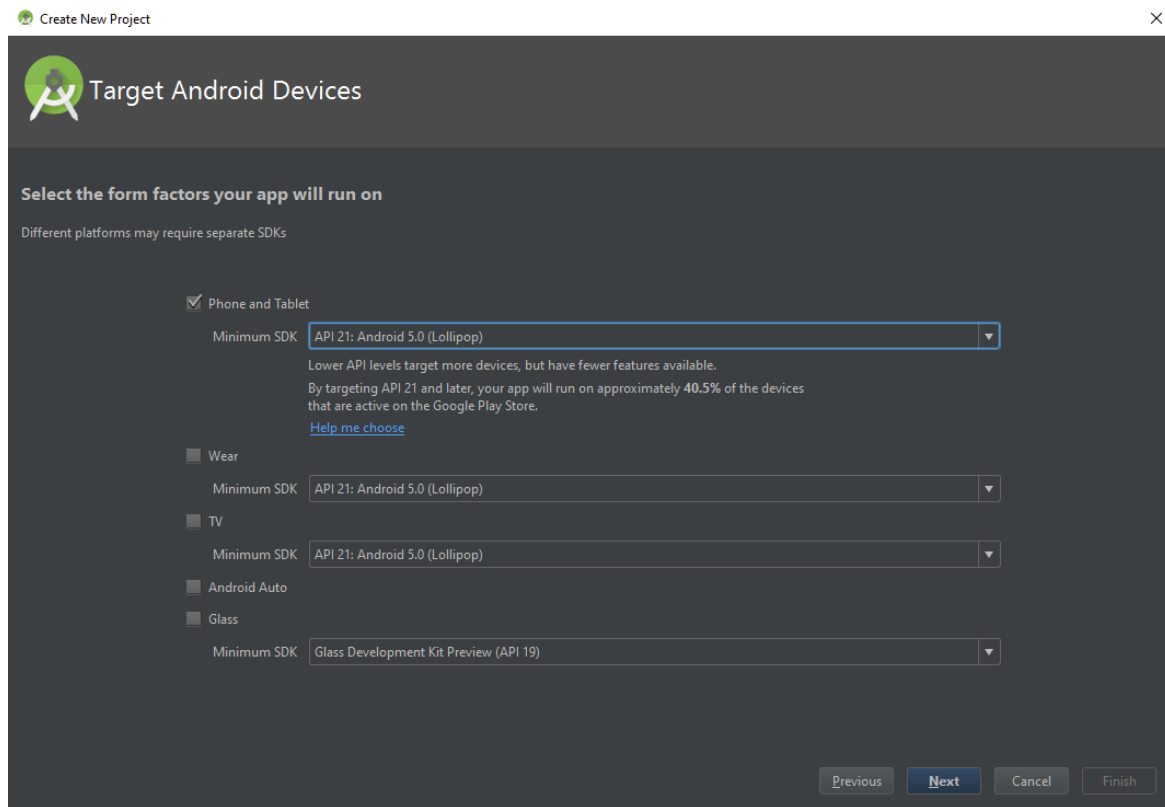 Create New Project
Target Android Devices
Select the form factors your app will run on
Different platforms may require separate SDKs
Phone and Tablet
Minimum SDK API 21: Android 5.0 (Lollipop)
Lower API levels target more devices, but have fewer features available.
By targeting API 21 and later, your app will run on approximately 40.5% of the devices
that are active on the Google Play Store.
Help me choose
Wear
Minimum SDK API 21: Android 5.0 (Lollipop)
TV
Minimum SDK API 21: Android 5.0 (Lollipop)
Android Auto
Glass
Minimum SDK Glass Development Kit Preview (API 19)
Previous Next Cancel Finish